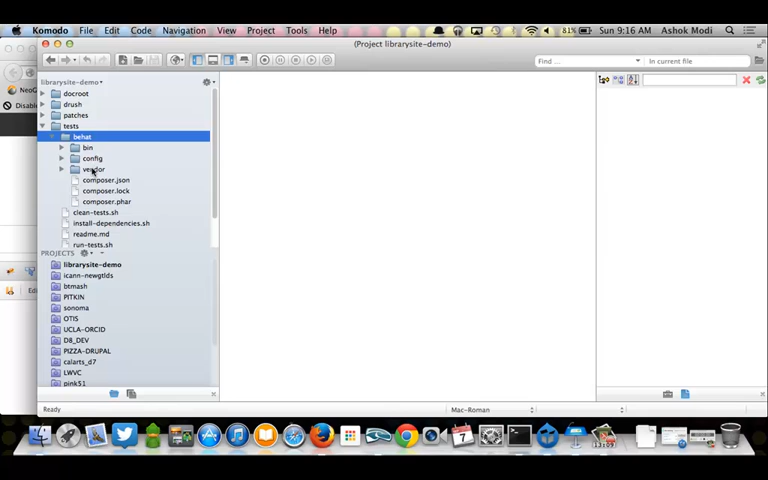 Komodo File Edit Code Navigation View Project Tools Help 81% Sun 9:16 AM Ashok Modi
(Project librarysite-demo)
Find ... In current file
NeoG
Disable
librarysite-demo
docroot
drush
patches
tests
behat
bin
config
vendor
composer.json
composer.lock
composer.phar
clean-tests.sh
install-dependencies.sh
readme.md
run-tests.sh
PROJECTS
librarysite-demo
icann-newgtlds
btmash
PITKIN
sonoma
OTIS
UCLA-ORCID
D8_DEV
PIZZA-DRUPAL
calarts_d7
LWVC
pink51
Ready Mac-Roman
7